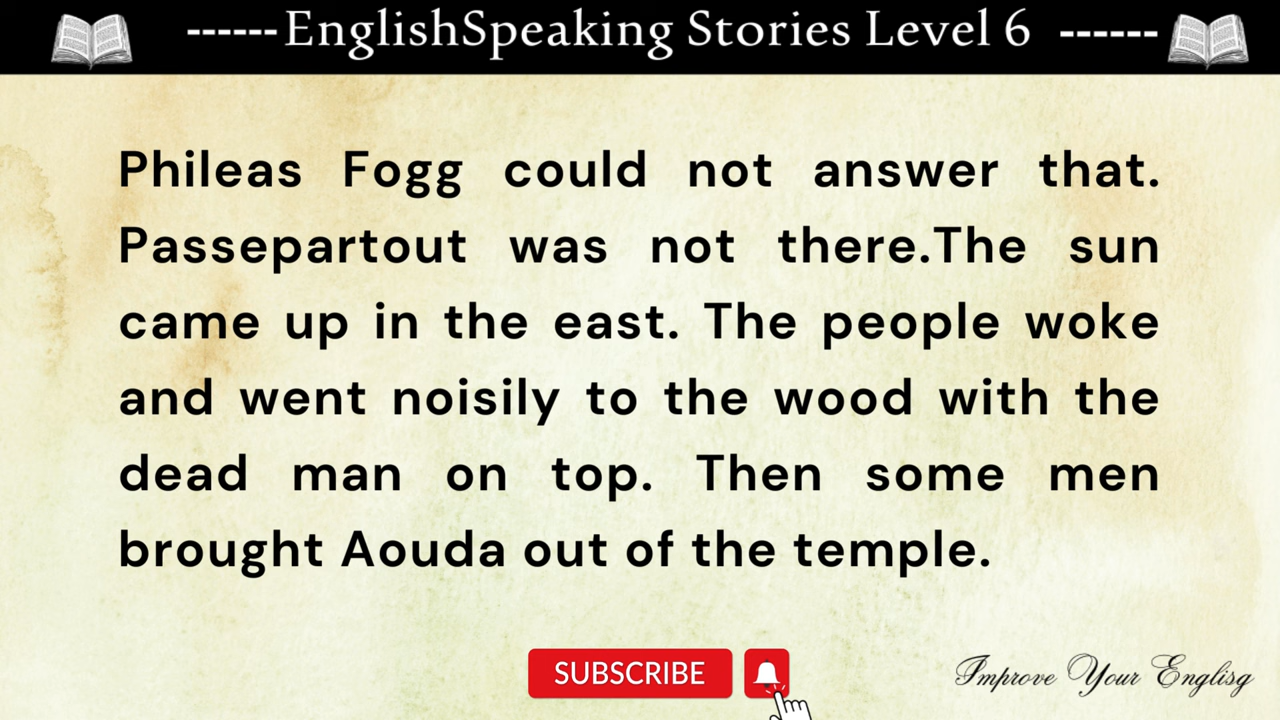 ------EnglishSpeaking Stories Level 6 ------
Phileas Fogg could not answer that.
Passepartout was not there.The sun
came up in the east. The people woke
and went noisily to the wood with the
dead man on top. Then some men
brought Aouda out of the temple.
SUBSCRIBE
Improve Your Englisg